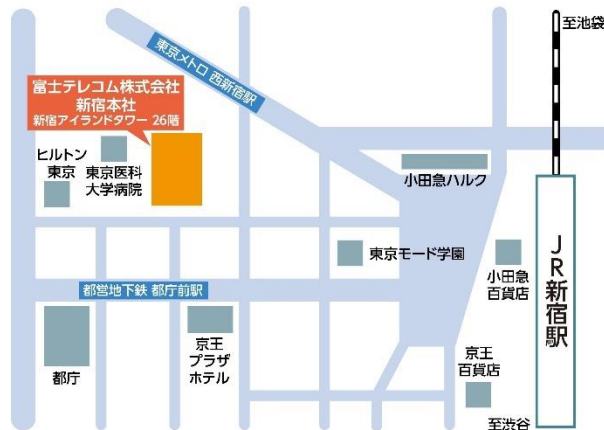 至池袋
東京メトロ 西新宿駅
富士テレコム株式会社
新宿本社
新宿アイランドタワー 26階
ヒルトン
東京
東京医科
大学病院
小田急ハルク
東京モード学園
小田急
百貨店
JR新宿駅
都営地下鉄 都庁前駅
都庁
京王
プラザ
ホテル
京王
百貨店
至渋谷